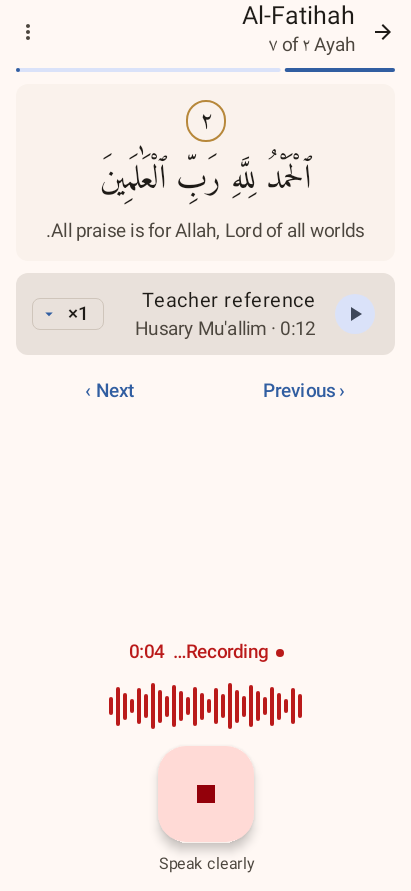 Al-Fatihah
Ayah ٢ of ٧
٢
ٱلْحَمْدُ لِلَّهِ رَبِّ ٱلْعَٰلَمِينَ
All praise is for Allah, Lord of all worlds.
Teacher reference
×1
Husary Mu'allim · 0:12
Previous ›
‹ Next
● Recording… 0:04
Speak clearly